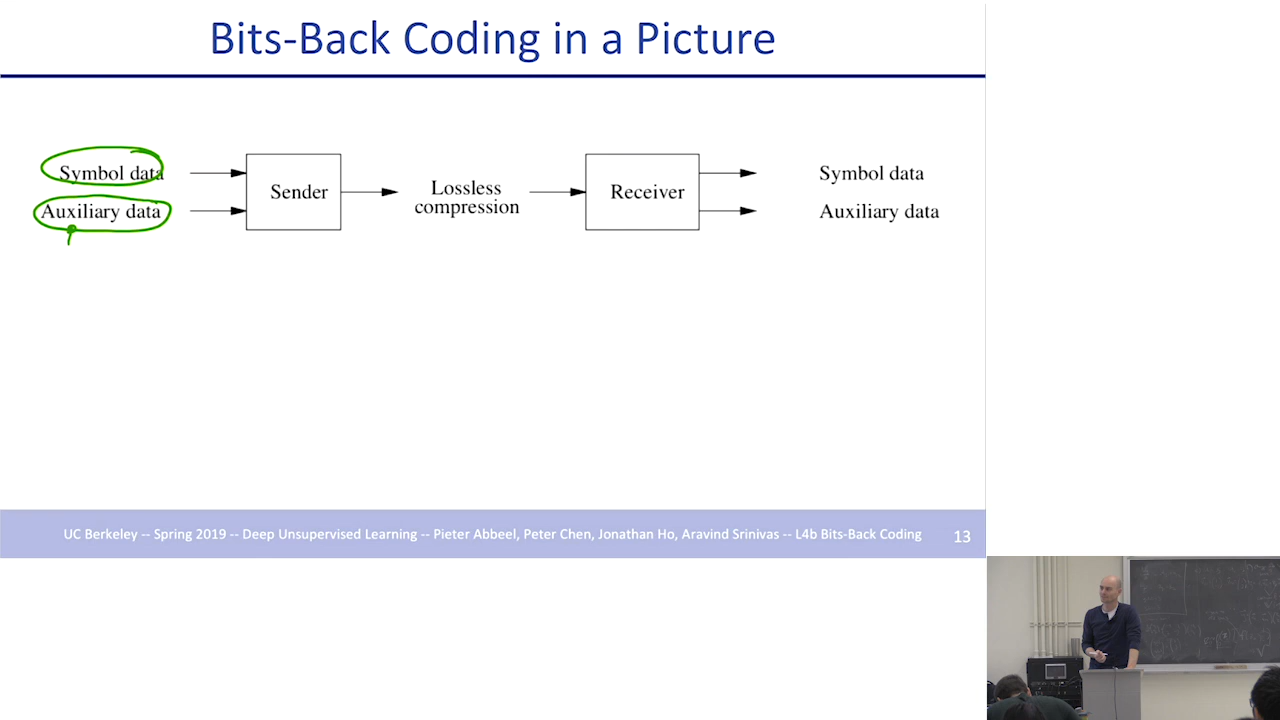 Bits-Back Coding in a Picture
Symbol data
Auxiliary data
Sender
Lossless
compression
Receiver
Symbol data
Auxiliary data
UC Berkeley -- Spring 2019 -- Deep Unsupervised Learning -- Pieter Abbeel, Peter Chen, Jonathan Ho, Aravind Srinivas -- L4b Bits-Back Coding 13